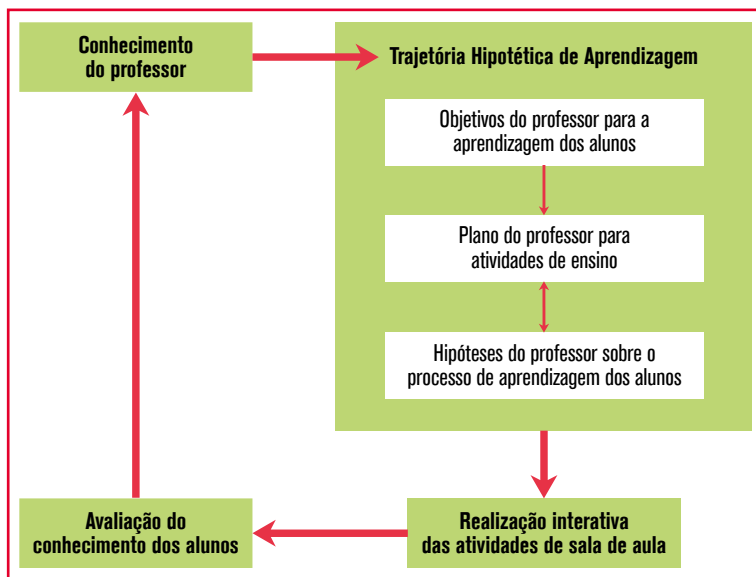 Conhecimento
do professor
Trajetória Hipotética de Aprendizagem
Objetivos do professor para a
aprendizagem dos alunos
Plano do professor para
atividades de ensino
Hipóteses do professor sobre o
processo de aprendizagem dos alunos
Realização interativa
das atividades de sala de aula
Avaliação do
conhecimento dos alunos